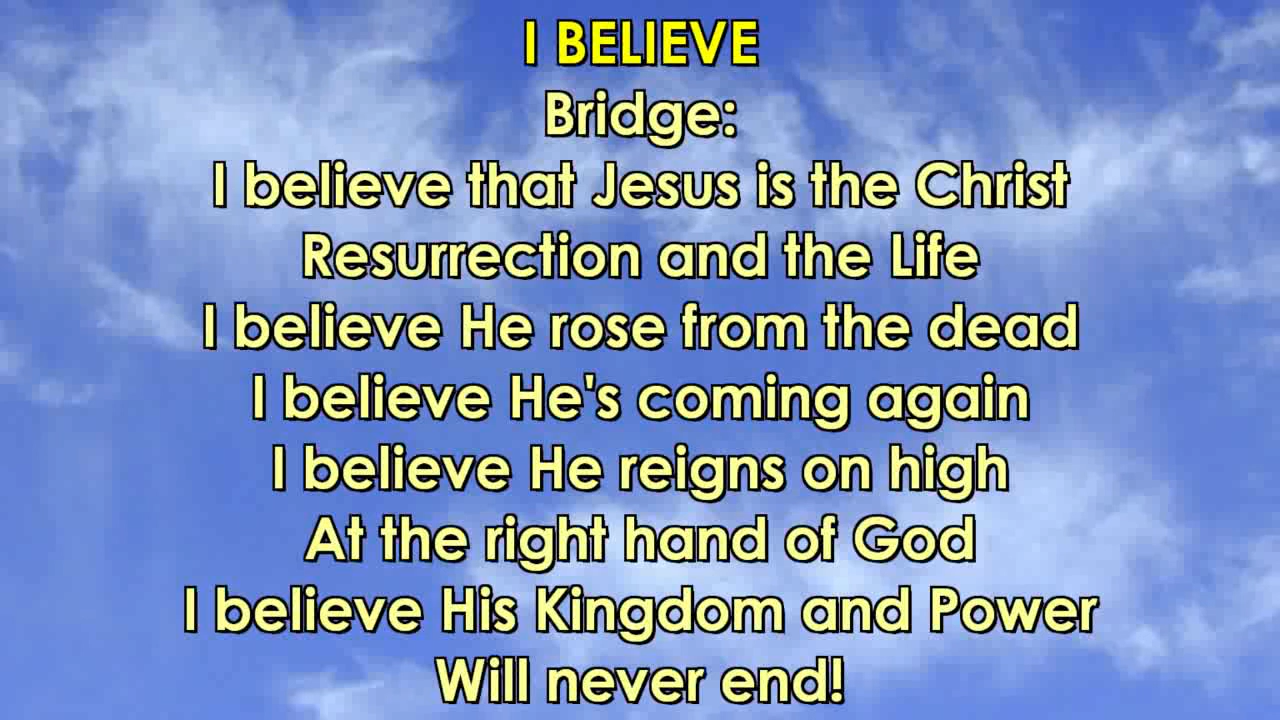 I BELIEVE
Bridge:
I believe that Jesus is the Christ
Resurrection and the Life
I believe He rose from the dead
I believe He's coming again
I believe He reigns on high
At the right hand of God
I believe His Kingdom and Power
Will never end!